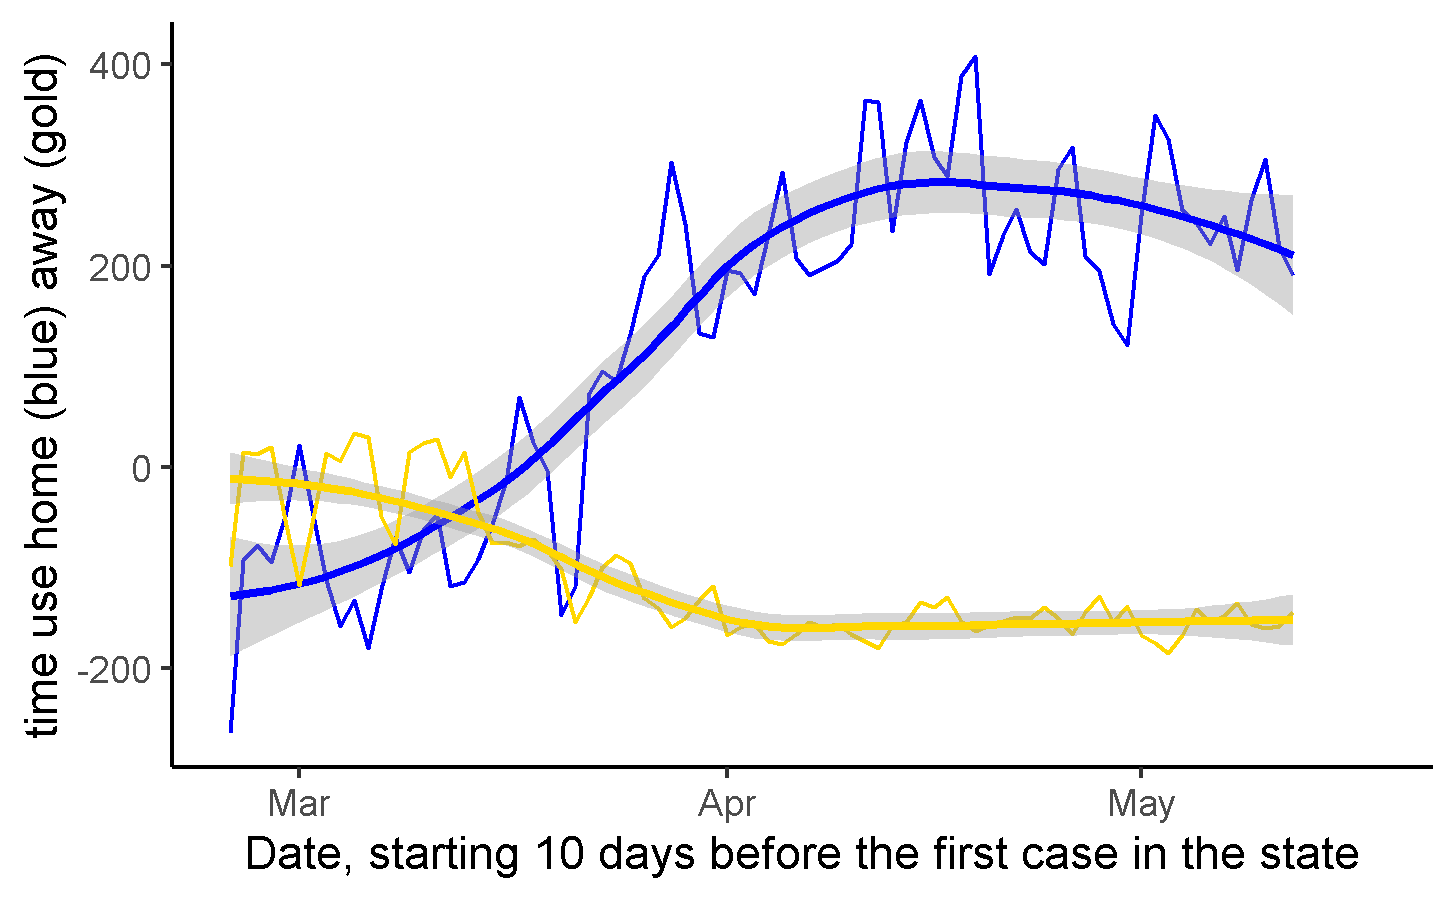 time use home (blue) away (gold)
400
200
0
-200
Mar
Apr
May
Date, starting 10 days before the first case in the state